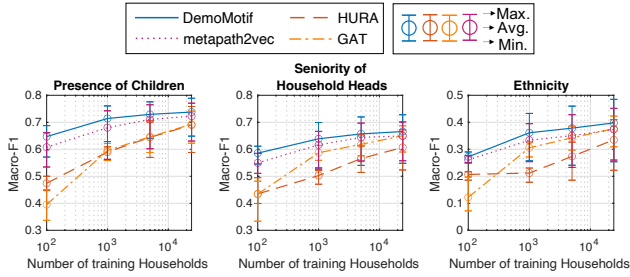 DemoMotif HURA
metapath2vec GAT
Max.
Avg.
Min.
Presence of Children
Macro-F1
0.8
0.7
0.6
0.5
0.4
0.3
10² 10³ 10⁴
Number of training Households
Seniority of
Household Heads
Macro-F1
0.8
0.7
0.6
0.5
0.4
0.3
10² 10³ 10⁴
Number of training Households
Ethnicity
Macro-F1
0.5
0.4
0.3
0.2
0.1
0
10² 10³ 10⁴
Number of training Households